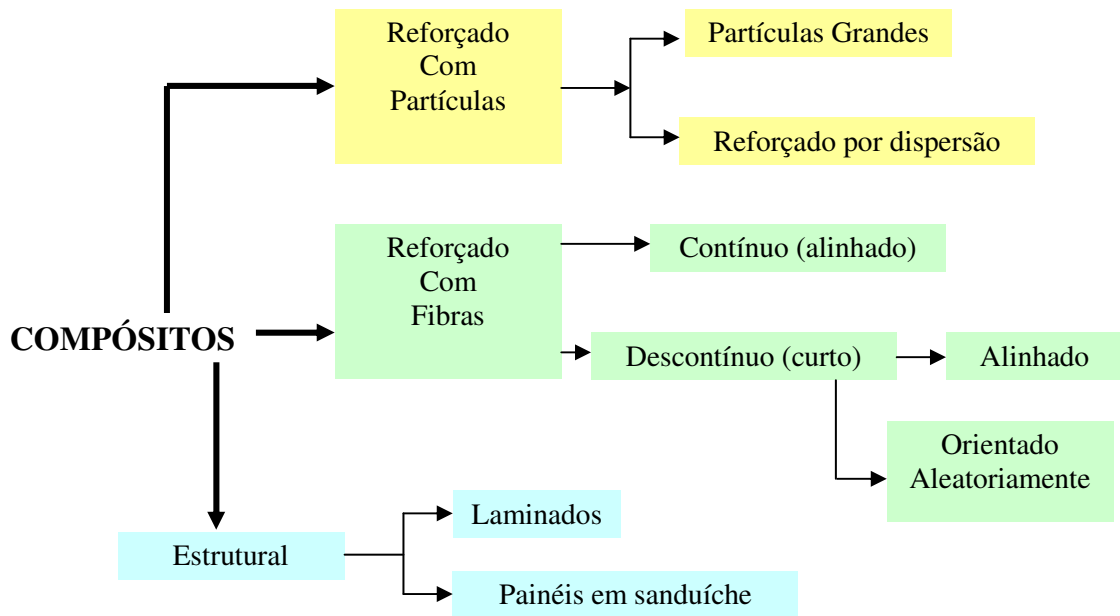 Reforçado
Com
Partículas
Partículas Grandes
Reforçado por dispersão
Reforçado
Com
Fibras
Contínuo (alinhado)
COMPÓSITOS
Descontínuo (curto)
Alinhado
Orientado
Aleatoriamente
Estrutural
Laminados
Painéis em sanduíche